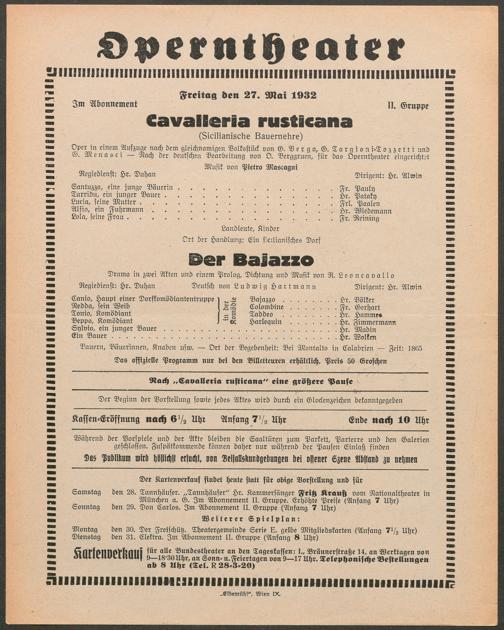 Operntheater
Freitag den 27. Mai 1932
Im Abonnement II. Gruppe
Cavalleria rusticana
(Sicilianische Bauernehre)
Oper in einem Aufzuge nach dem gleichnamigen Volksstück von G. Verga, G. Targioni-Tozzetti und
G. Menasci — Nach der deutschen Bearbeitung von O. Berggruen, für das Operntheater eingerichtet
Musik von Pietro Mascagni
Regiedienst: Hr. Duhan Dirigent: Hr. Alwin
Santuzza, eine junge Bäuerin . . . . . Fr. Pauly
Turridu, ein junger Bauer . . . . . Hr. Pataky
Lucia, seine Mutter . . . . . Frl. Paalen
Alfio, ein Fuhrmann . . . . . Hr. Wiedemann
Lola, seine Frau . . . . . Fr. Reining
Landleute, Kinder
Ort der Handlung: Ein sicilianisches Dorf
Der Bajazzo
Drama in zwei Akten und einem Prolog, Dichtung und Musik von R. Leoncavallo
Regiedienst: Hr. Duhan Deutsch von Ludwig Hartmann Dirigent: Hr. Alwin
Canio, Haupt einer Dorfkomödiantentruppe Bajazzo . . . . . Hr. Völker
Nedda, sein Weib Colombine . . . . . Fr. Gerhart
Tonio, Komödiant Taddeo . . . . . Hr. Hammes
Beppo, Komödiant Harlequin . . . . . Hr. Zimmermann
in der Komödie
Sylvio, ein junger Bauer . . . . . Hr. Madin
Ein Bauer . . . . . Hr. Wolken
Bauern, Bäuerinnen, Knaben usw. — Ort der Begebenheit: Bei Montalto in Calabrien — Zeit: 1865
Das offizielle Programm nur bei den Billetteuren erhältlich, Preis 50 Groschen
Nach „Cavalleria rusticana“ eine größere Pause
Der Beginn der Vorstellung sowie jedes Aktes wird durch ein Glockenzeichen bekanntgegeben
Kassen-Eröffnung nach 6½ Uhr Anfang 7½ Uhr Ende nach 10 Uhr
Während der Vorspiele und der Akte bleiben die Saaltüren zum Parkett, Parterre und den Galerien
geschlossen. Zuspätkommende können daher nur während der Pausen Einlaß finden
Das Publikum wird höflichst ersucht, von Beifallskundgebungen bei offener Szene Abstand zu nehmen
Der Kartenverkauf findet heute statt für obige Vorstellung und für
Samstag den 28. Tannhäuser. „Tannhäuser“ Hr. Kammersänger Fritz Krauß vom Nationaltheater in
München a. G. Im Abonnement II. Gruppe. Erhöhte Preise (Anfang 7 Uhr)
Sonntag den 29. Don Carlos. Im Abonnement II. Gruppe (Anfang 7 Uhr)
Weiterer Spielplan:
Montag den 30. Der Freischütz. Theatergemeinde Serie E, gelbe Mitgliedskarten (Anfang 7½ Uhr)
Dienstag den 31. Elektra. Im Abonnement II. Gruppe (Anfang 8 Uhr)
Kartenverkauf für alle Bundestheater an den Tageskassen: I., Bräunerstraße 14, an Werktagen von
9—18·30 Uhr, an Sonn- u. Feiertagen von 9—17 Uhr. Telephonische Bestellungen
ab 8 Uhr (Tel. R 28-3-20)
„Elbemühl“, Wien IX.